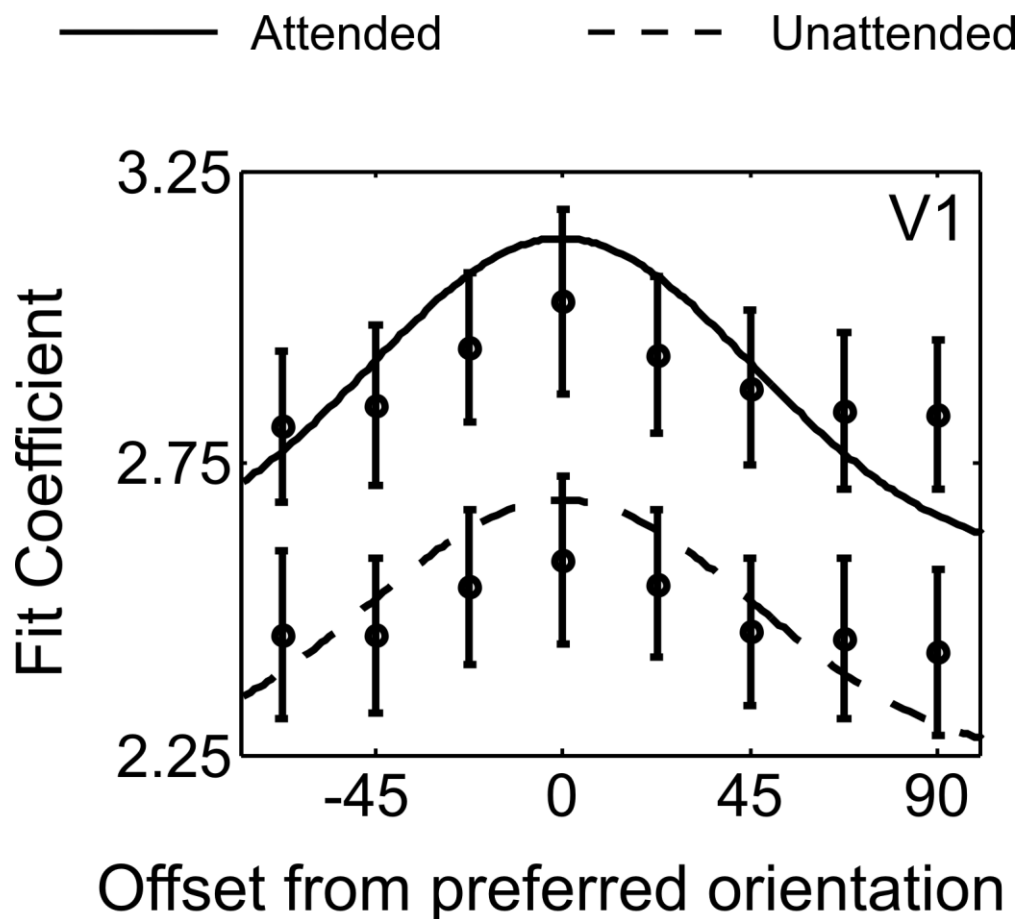 Attended Unattended
3.25
V1
Fit Coefficient
2.75
2.25
-45 0 45 90
Offset from preferred orientation